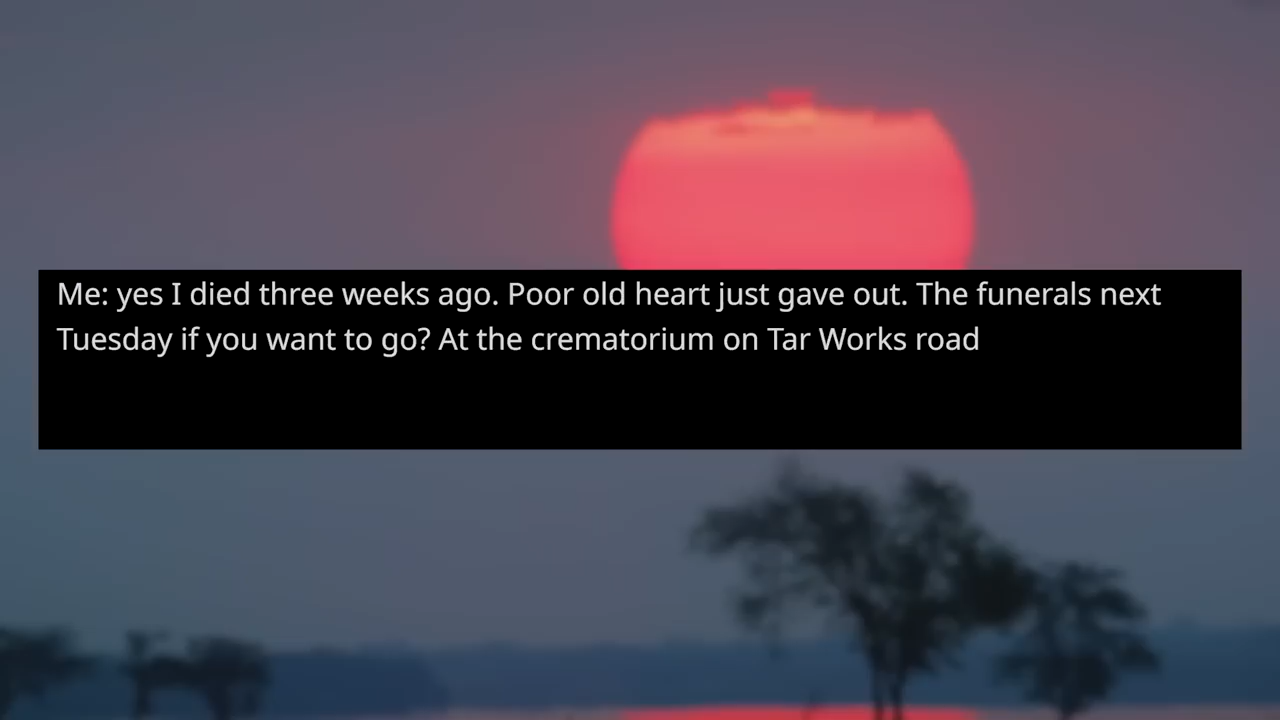 Me: yes I died three weeks ago. Poor old heart just gave out. The funerals next
Tuesday if you want to go? At the crematorium on Tar Works road